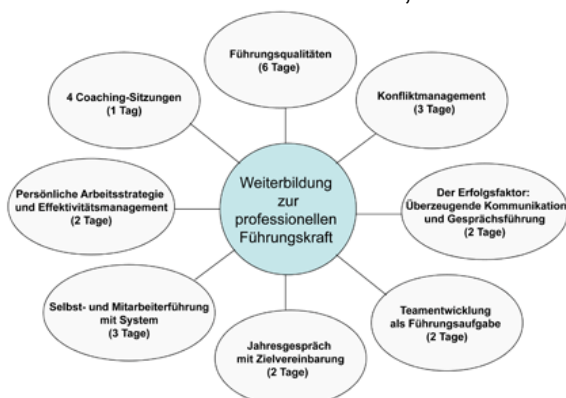 Führungsqualitäten
(6 Tage)
4 Coaching-Sitzungen
(1 Tag)
Konfliktmanagement
(3 Tage)
Weiterbildung
zur
professionellen
Führungskraft
Persönliche Arbeitsstrategie
und Effektivitätsmanagement
(2 Tage)
Der Erfolgsfaktor:
Überzeugende Kommunikation
und Gesprächsführung
(2 Tage)
Selbst- und Mitarbeiterführung
mit System
(3 Tage)
Teamentwicklung
als Führungsaufgabe
(2 Tage)
Jahresgespräch
mit Zielvereinbarung
(2 Tage)